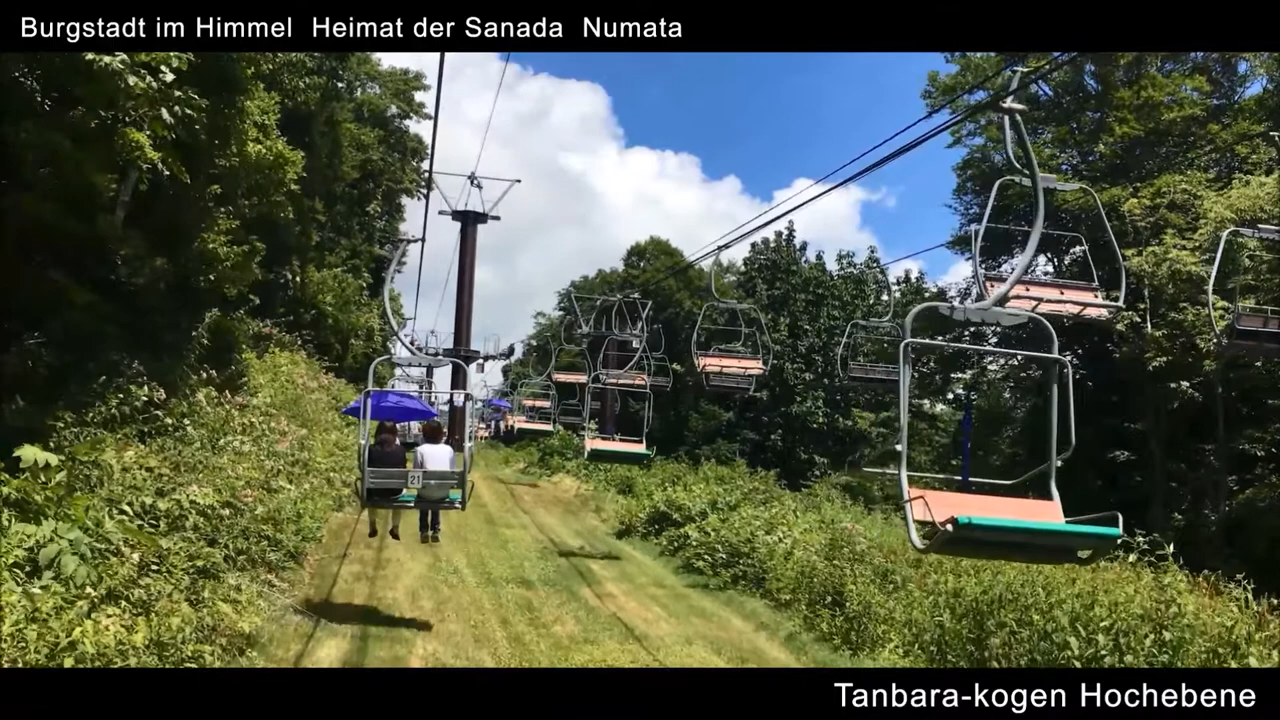 Burgstadt im Himmel Heimat der Sanada Numata
21
Tanbara-kogen Hochebene